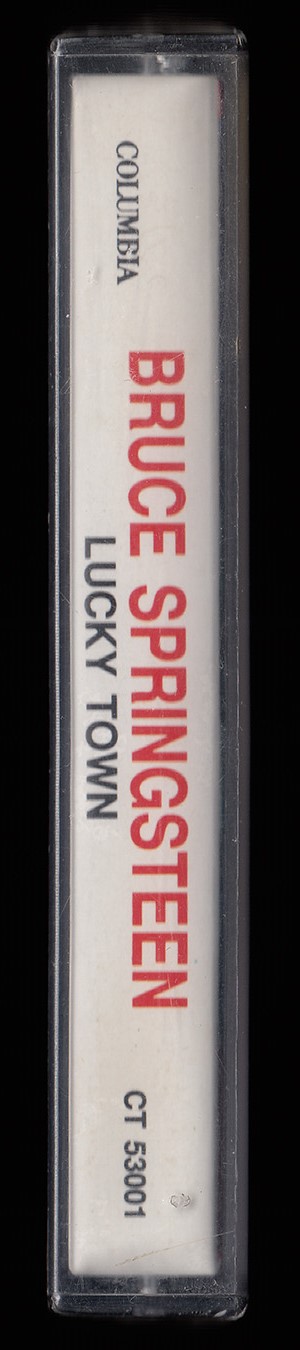 COLUMBIA
BRUCE SPRINGSTEEN
LUCKY TOWN
CT 53001